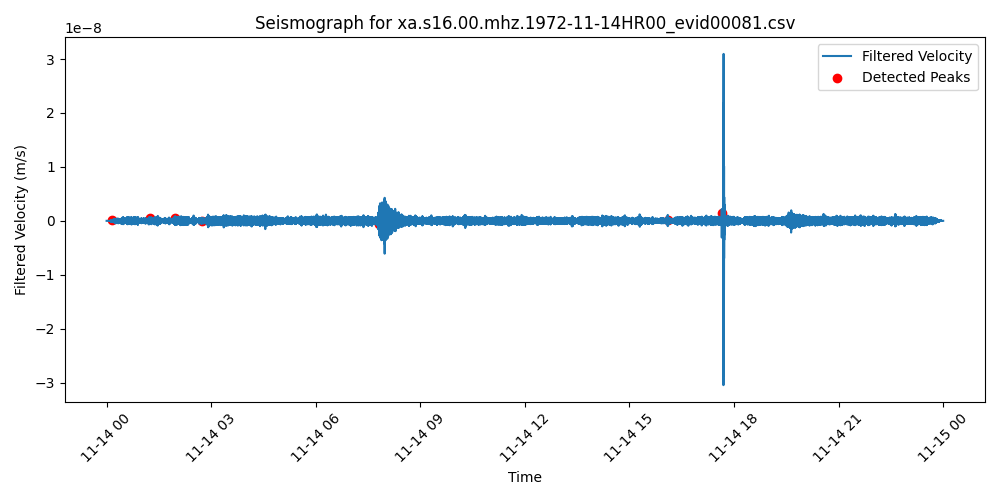 Seismograph for xa.s16.00.mhz.1972-11-14HR00_evid00081.csv
1e−8
Filtered Velocity
Detected Peaks
Filtered Velocity (m/s)
3
2
1
0
−1
−2
−3
11-14 00
11-14 03
11-14 06
11-14 09
11-14 12
11-14 15
11-14 18
11-14 21
11-15 00
Time